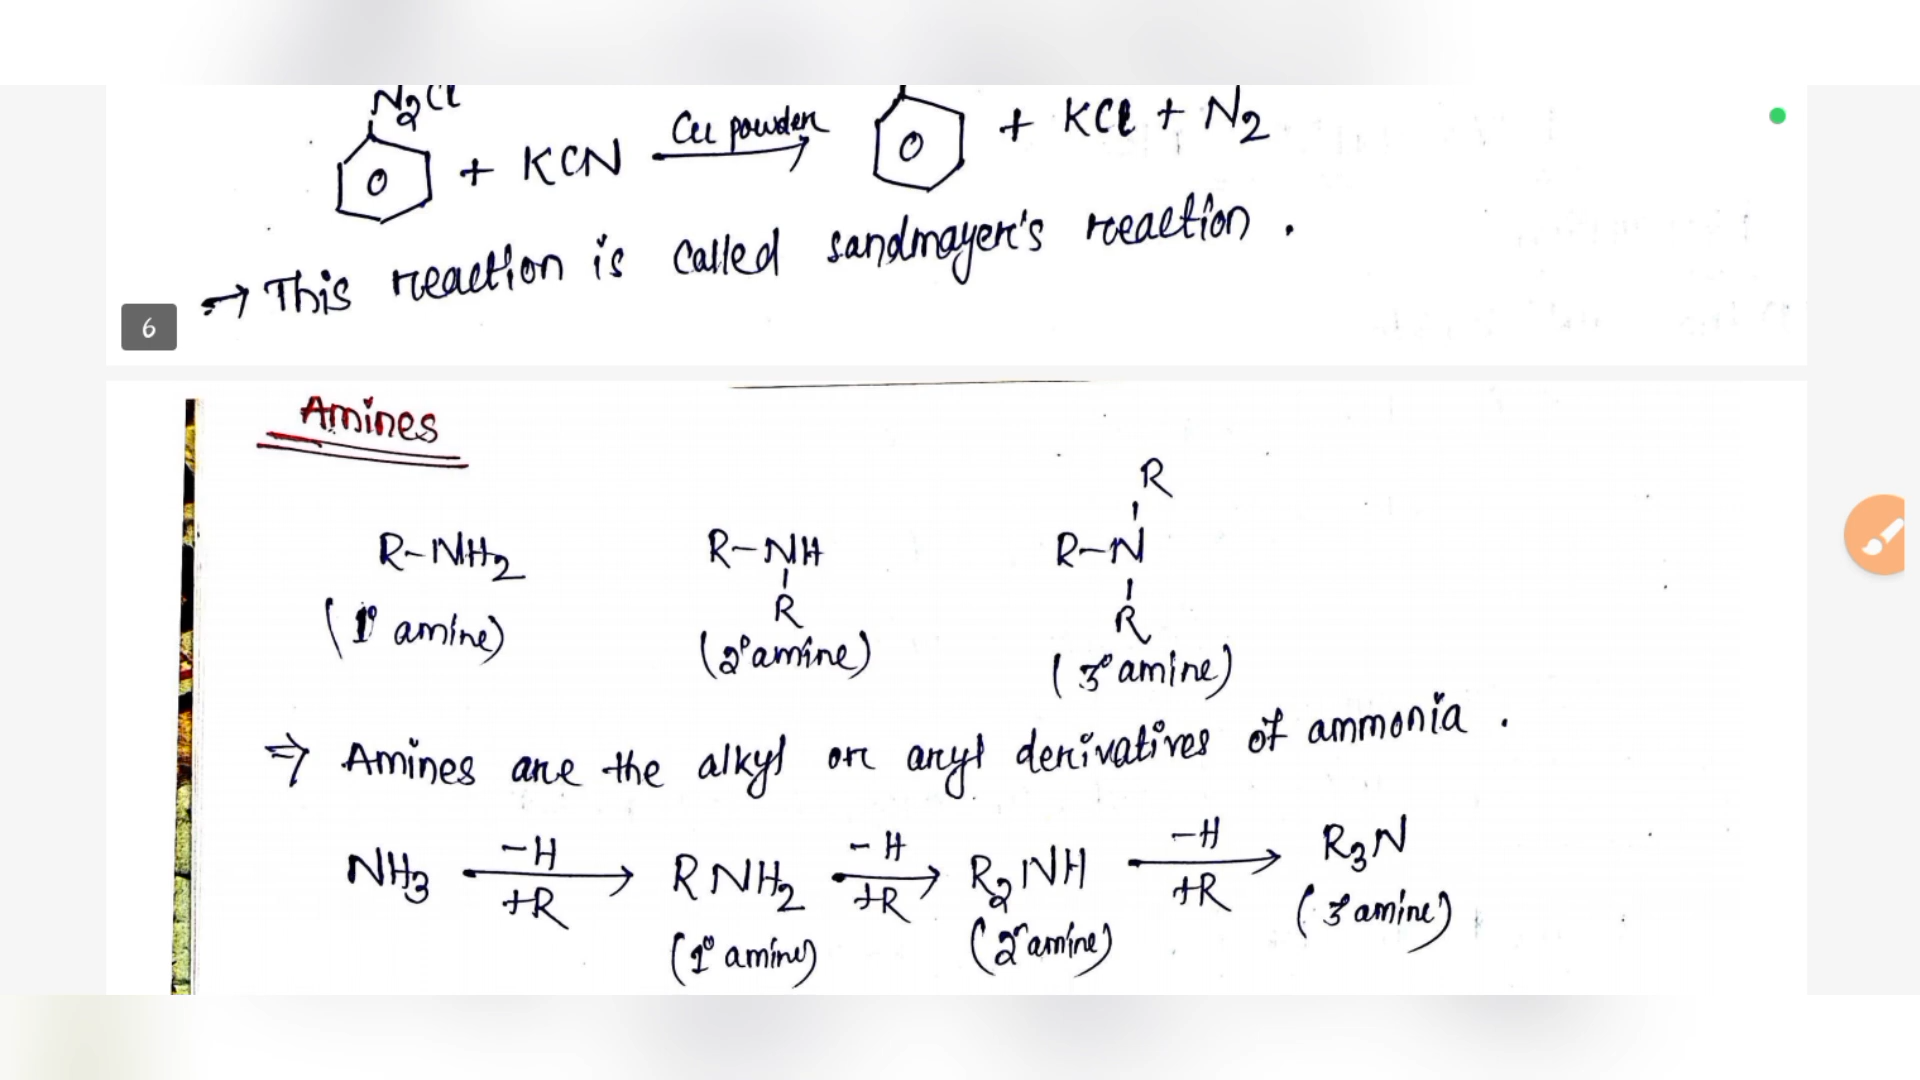 N2Cl
+ KCN Cu powder + KCl + N2
→ This reaction is called sandmayer's reaction .
6
Amines
R
R-NH2 R-NH R-N
R R
(1° amine) (2° amine) (3° amine)
⇒ Amines are the alkyl or aryl derivatives of ammonia .
-H -H -H
NH3 → RNH2 → R2NH → R3N
+R +R +R
(1° amine) (2° amine) (3° amine)